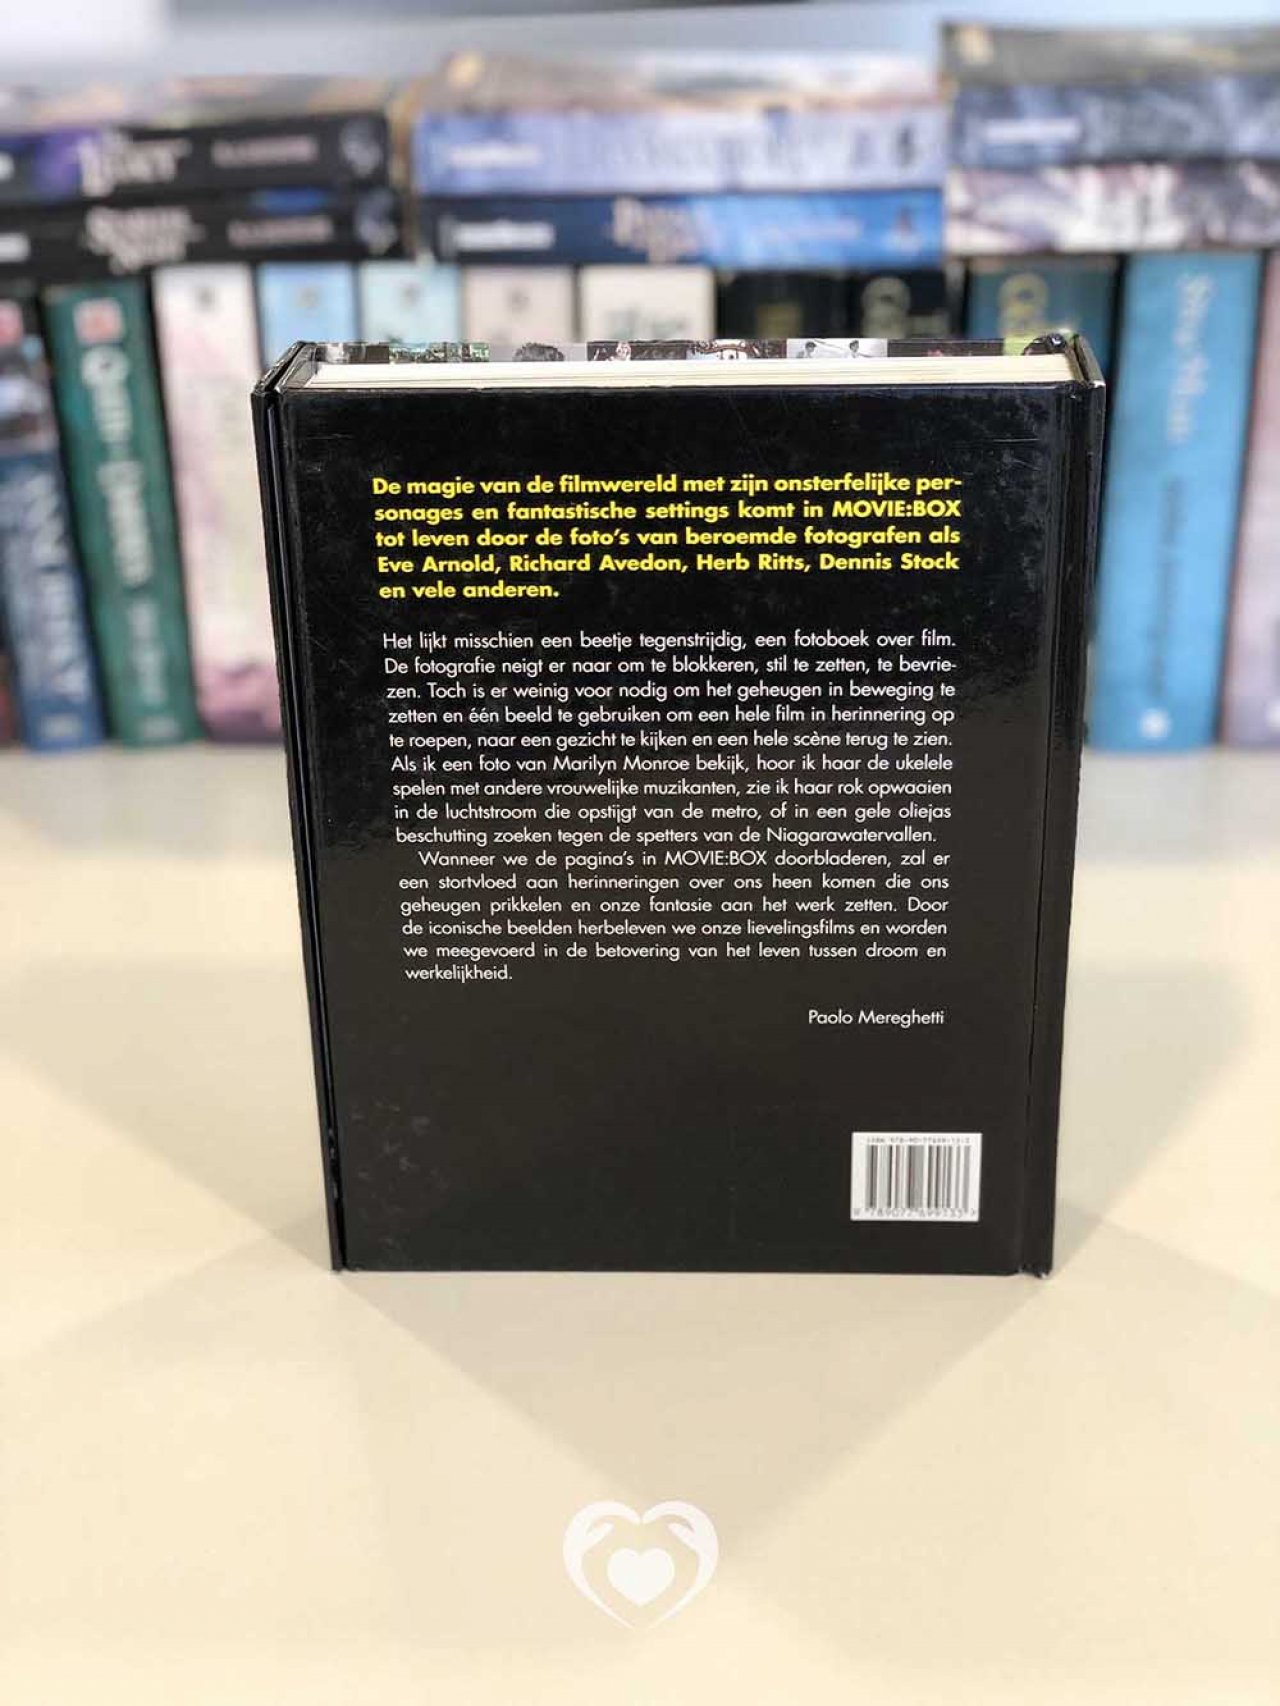 De magie van de filmwereld met zijn onsterfelijke per-
sonages en fantastische settings komt in MOVIE:BOX
tot leven door de foto's van beroemde fotografen als
Eve Arnold, Richard Avedon, Herb Ritts, Dennis Stock
en vele anderen.
Het lijkt misschien een beetje tegenstrijdig, een fotoboek over film.
De fotografie neigt er naar om te blokkeren, stil te zetten, te bevrie-
zen. Toch is er weinig voor nodig om het geheugen in beweging te
zetten en één beeld te gebruiken om een hele film in herinnering op
te roepen, naar een gezicht te kijken en een hele scène terug te zien.
Als ik een foto van Marilyn Monroe bekijk, hoor ik haar de ukelele
spelen met andere vrouwelijke muzikanten, zie ik haar rok opwaaien
in de luchtstroom die opstijgt van de metro, of in een gele oliejas
beschutting zoeken tegen de spetters van de Niagarawatervallen.
Wanneer we de pagina's in MOVIE:BOX doorbladeren, zal er
een stortvloed aan herinneringen over ons heen komen die ons
geheugen prikkelen en onze fantasie aan het werk zetten. Door
de iconische beelden herbeleven we onze lievelingsfilms en worden
we meegevoerd in de betovering van het leven tussen droom en
werkelijkheid.
Paolo Mereghetti